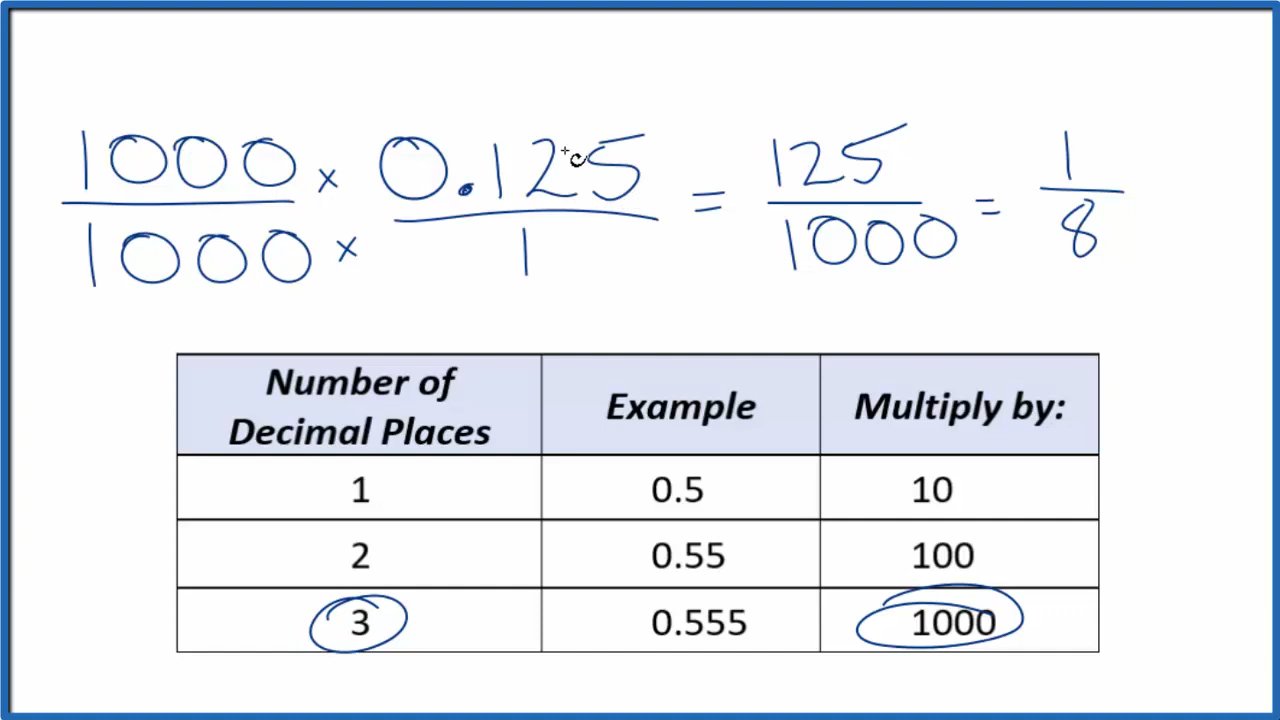 1000 × 0.125 = 125 = 1
1000 × 1 1000 8
Number of Decimal Places Example Multiply by:
1 0.5 10
2 0.55 100
3 0.555 1000